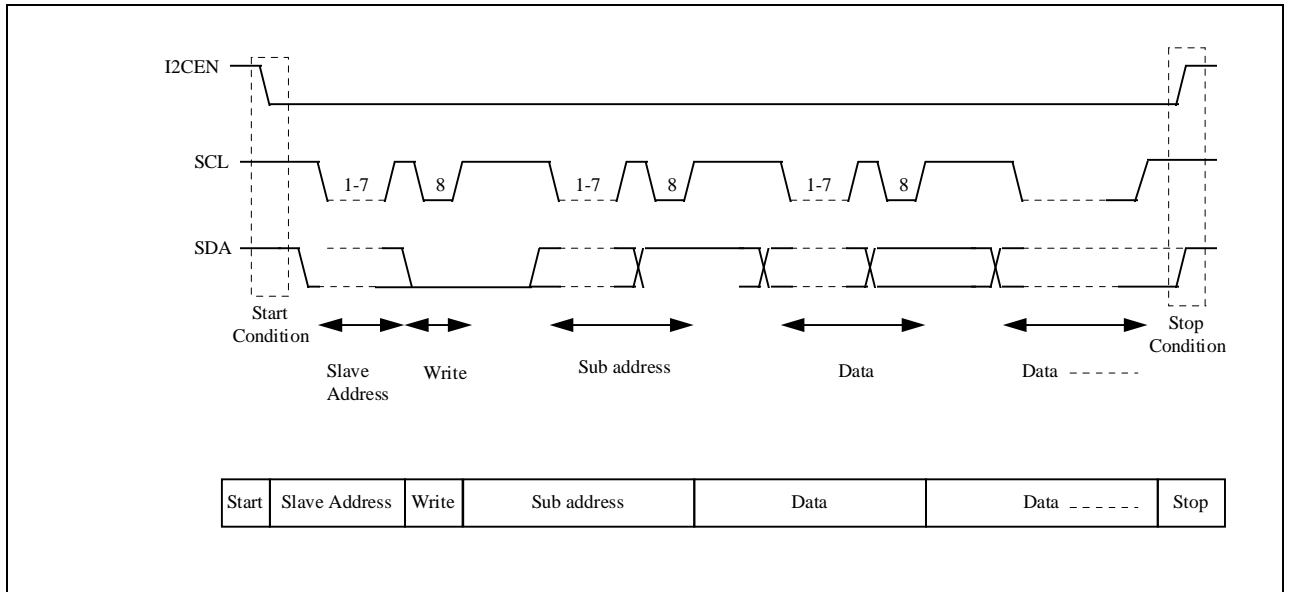 I2CEN
SCL
1-7
8
1-7
8
1-7
8
SDA
Start
Condition
Stop
Condition
Slave
Address
Write
Sub address
Data
Data
Start
Slave Address
Write
Sub address
Data
Data
Stop